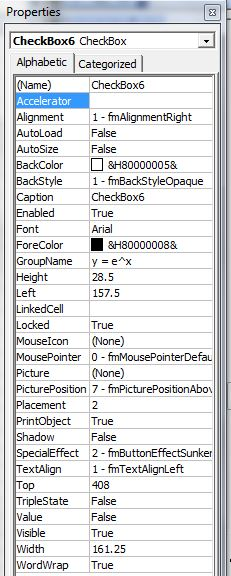 Properties
CheckBox6 CheckBox
Alphabetic Categorized
(Name) CheckBox6
Accelerator
Alignment 1 - fmAlignmentRight
AutoLoad False
AutoSize False
BackColor &H80000005&
BackStyle 1 - fmBackStyleOpaque
Caption CheckBox6
Enabled True
Font Arial
ForeColor &H80000008&
GroupName y = e^x
Height 28.5
Left 157.5
LinkedCell
Locked True
MouseIcon (None)
MousePointer 0 - fmMousePointerDefau
Picture (None)
PicturePosition 7 - fmPicturePositionAbov
Placement 2
PrintObject True
Shadow False
SpecialEffect 2 - fmButtonEffectSunken
TextAlign 1 - fmTextAlignLeft
Top 408
TripleState False
Value False
Visible True
Width 161.25
WordWrap True